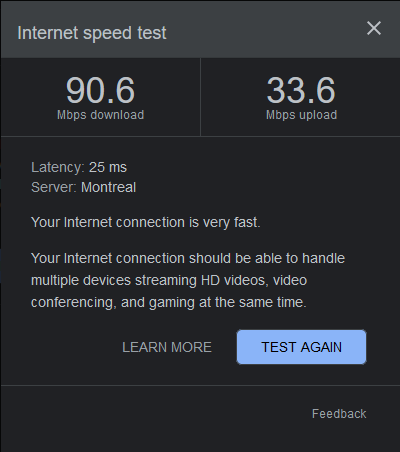 Internet speed test
90.6
Mbps download
33.6
Mbps upload
Latency: 25 ms
Server: Montreal
Your Internet connection is very fast.
Your Internet connection should be able to handle
multiple devices streaming HD videos, video
conferencing, and gaming at the same time.
LEARN MORE
TEST AGAIN
Feedback